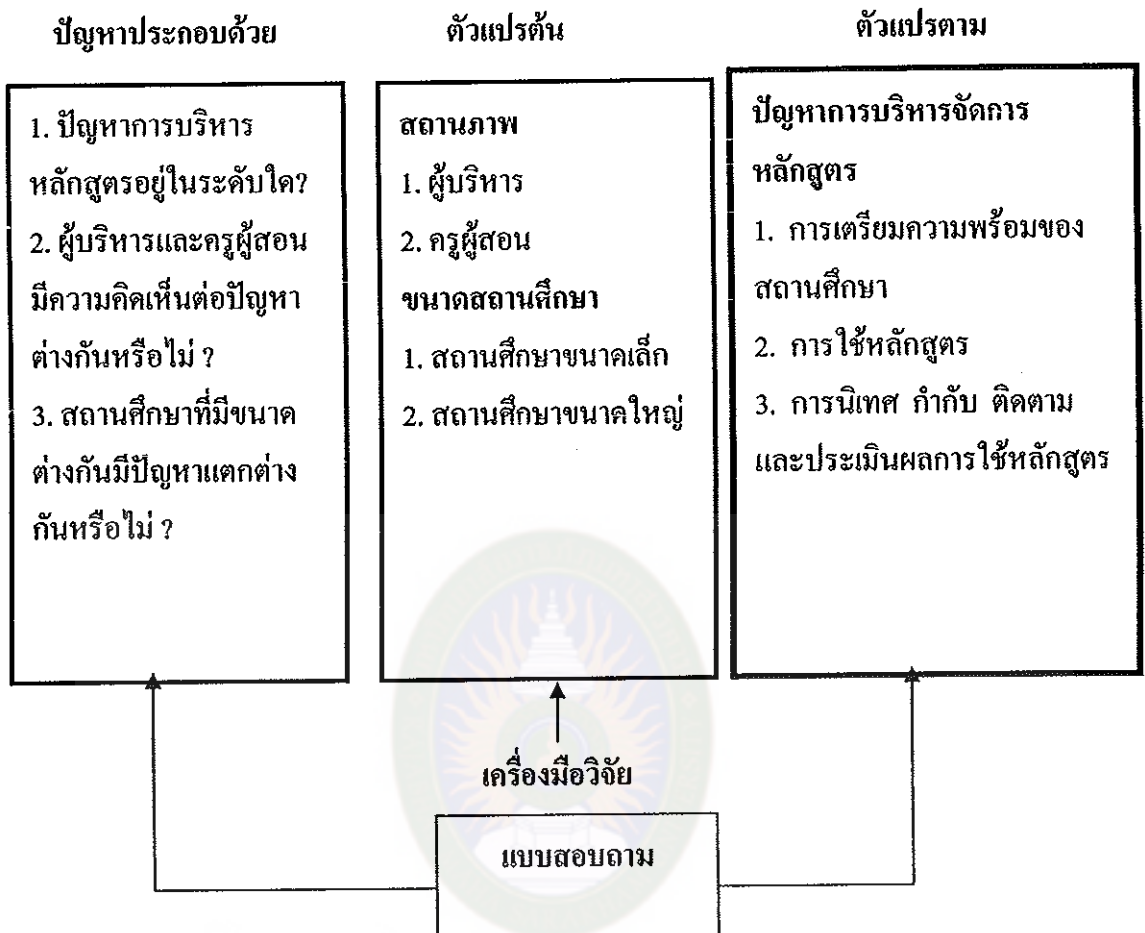 ปัญหาประกอบด้วย
1. ปัญหาการบริหาร
หลักสูตรอยู่ในระดับใด?
2. ผู้บริหารและครูผู้สอน
มีความคิดเห็นต่อปัญหา
ต่างกันหรือไม่ ?
3. สถานศึกษาที่มีขนาด
ต่างกันมีปัญหาแตกต่าง
กันหรือไม่ ?
ตัวแปรต้น
สถานภาพ
1. ผู้บริหาร
2. ครูผู้สอน
ขนาดสถานศึกษา
1. สถานศึกษาขนาดเล็ก
2. สถานศึกษาขนาดใหญ่
ตัวแปรตาม
ปัญหาการบริหารจัดการ
หลักสูตร
1. การเตรียมความพร้อมของ
สถานศึกษา
2. การใช้หลักสูตร
3. การนิเทศ กำกับ ติดตาม
และประเมินผลการใช้หลักสูตร
เครื่องมือวิจัย
แบบสอบถาม